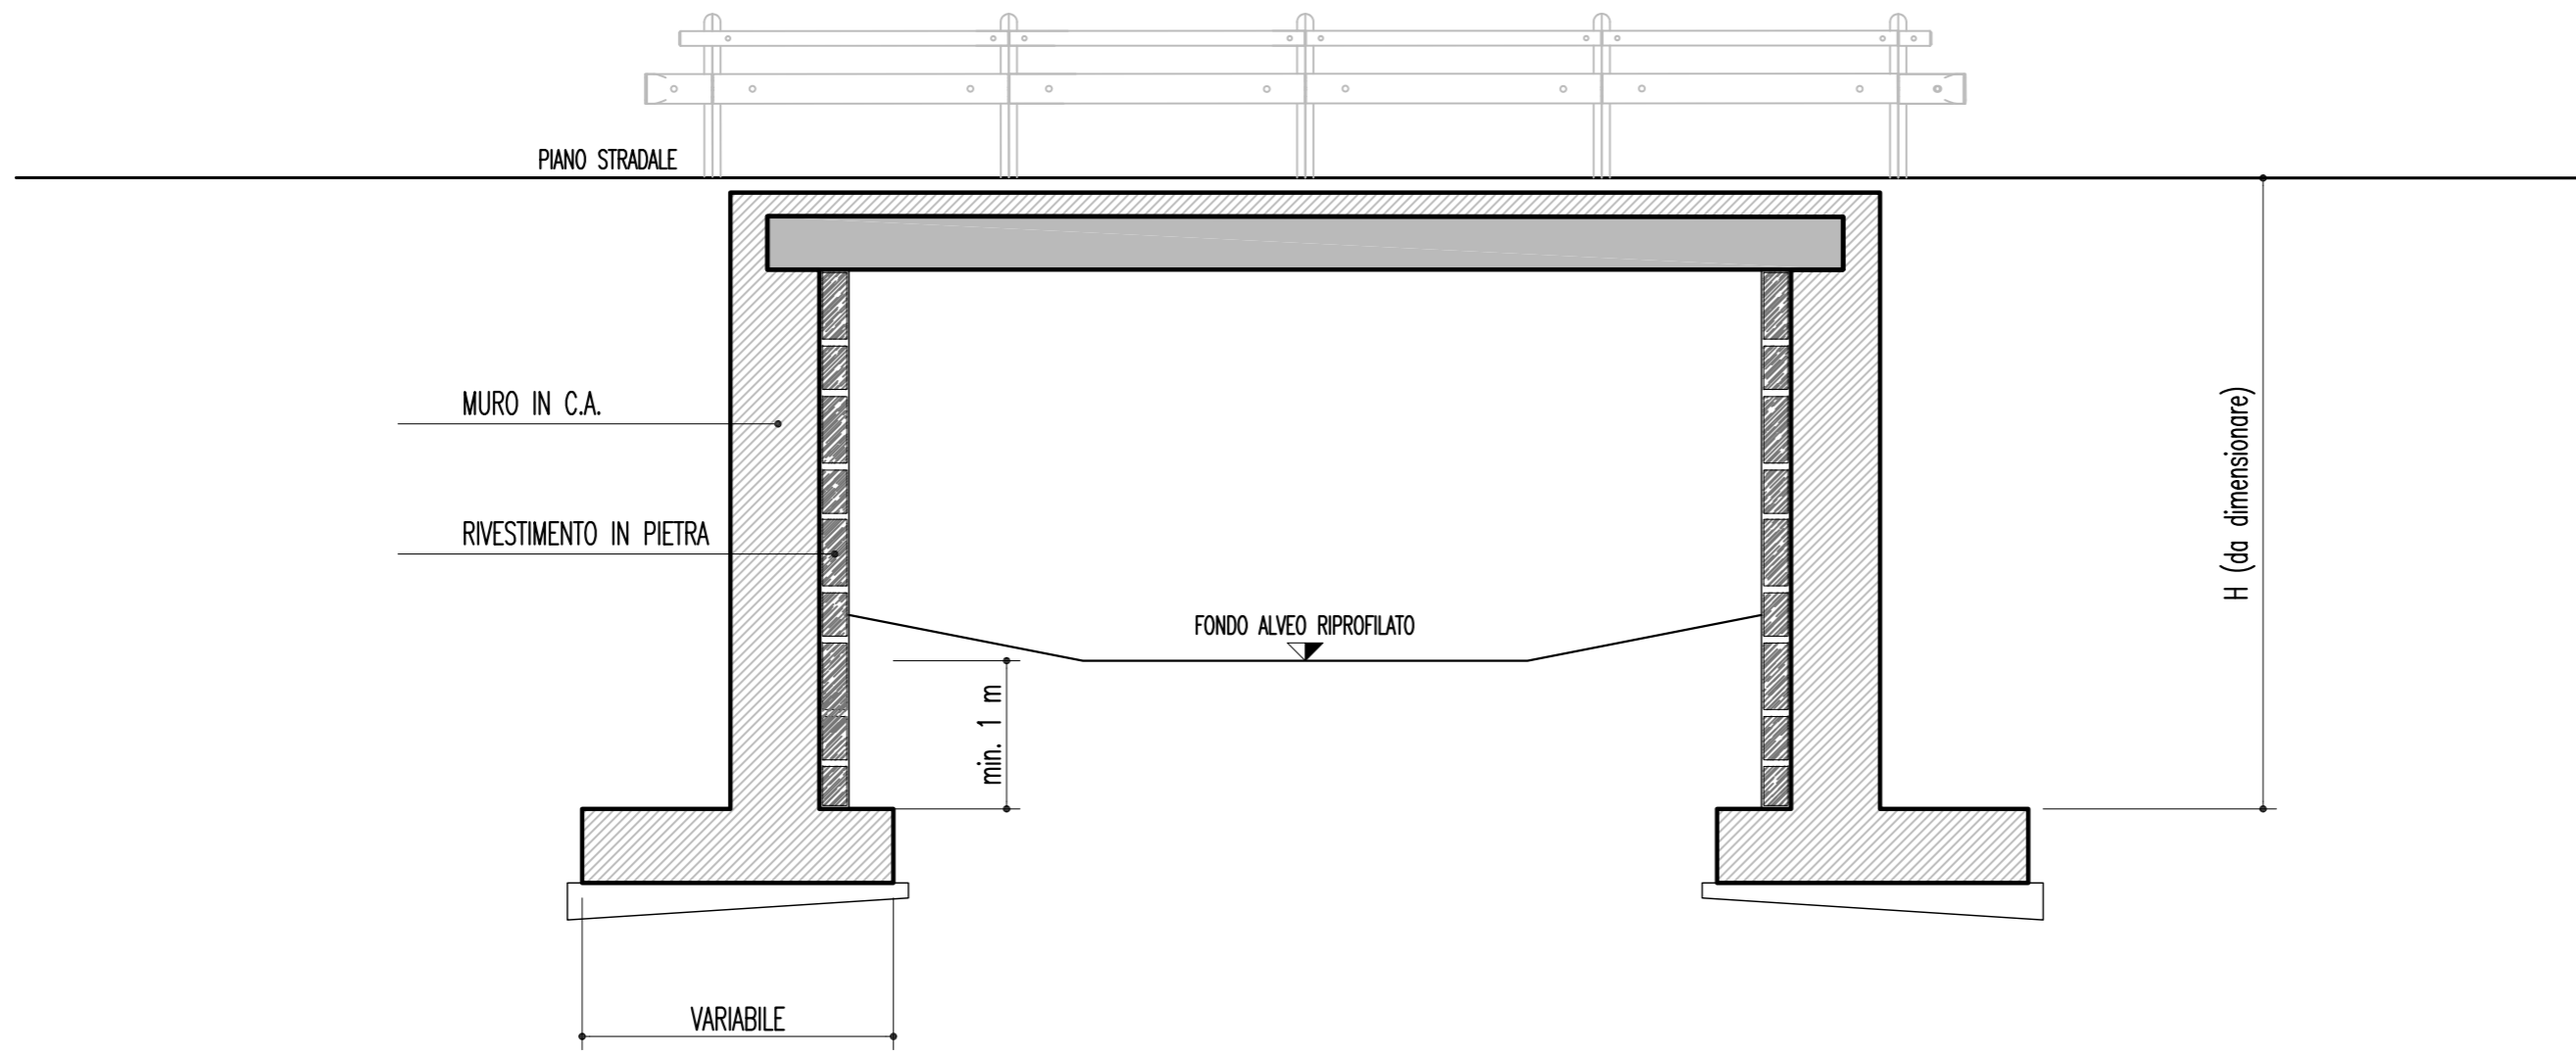 PIANO STRADALE
MURO IN C.A.
RIVESTIMENTO IN PIETRA
FONDO ALVEO RIPROFILATO
min. 1 m
H (da dimensionare)
VARIABILE